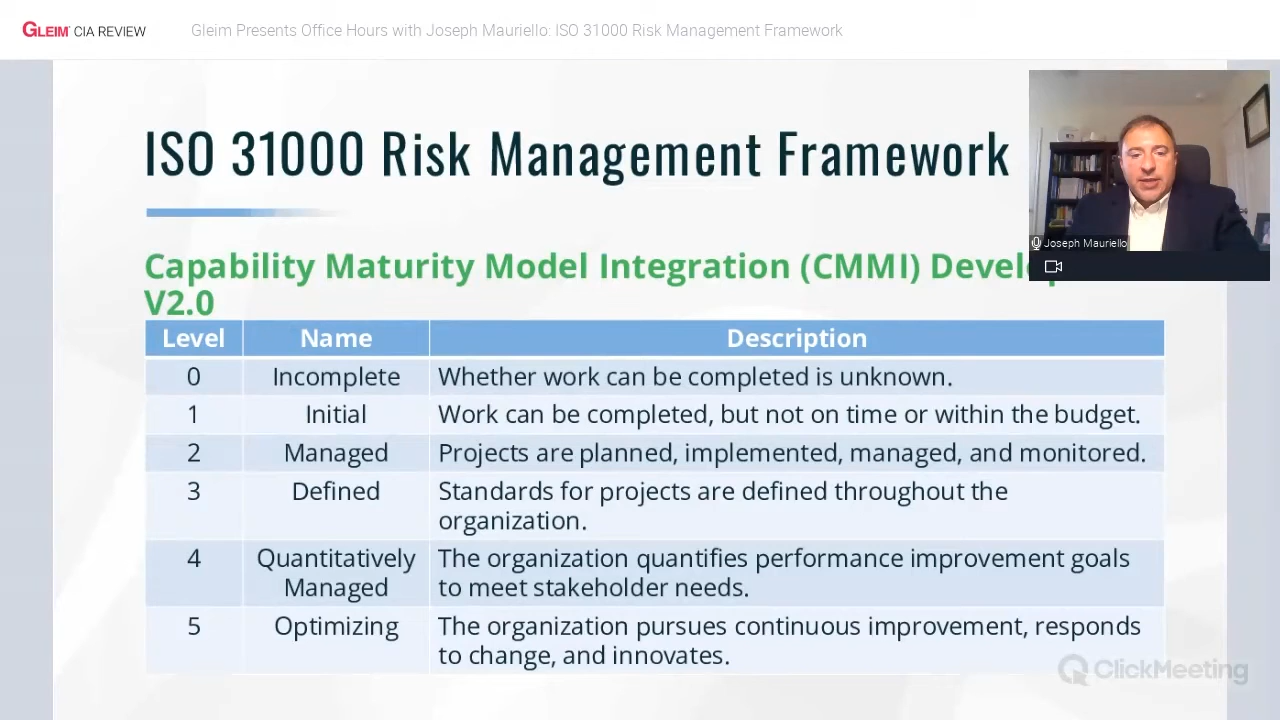 GLEIM CIA REVIEW
Gleim Presents Office Hours with Joseph Mauriello: ISO 31000 Risk Management Framework
ISO 31000 Risk Management Framework
Joseph Mauriello
Capability Maturity Model Integration (CMMI)
V2.0
Level Name Description
0 Incomplete Whether work can be completed is unknown.
1 Initial Work can be completed, but not on time or within the budget.
2 Managed Projects are planned, implemented, managed, and monitored.
3 Defined Standards for projects are defined throughout the
organization.
4 Quantitatively The organization quantifies performance improvement goals
Managed to meet stakeholder needs.
5 Optimizing The organization pursues continuous improvement, responds
to change, and innovates.
ClickMeeting